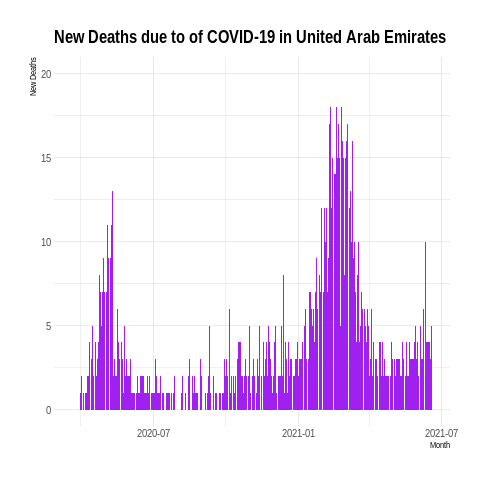 New Deaths due to of COVID-19 in United Arab Emirates
New Deaths
20
15
10
5
0
2020-07
2021-01
2021-07
Month